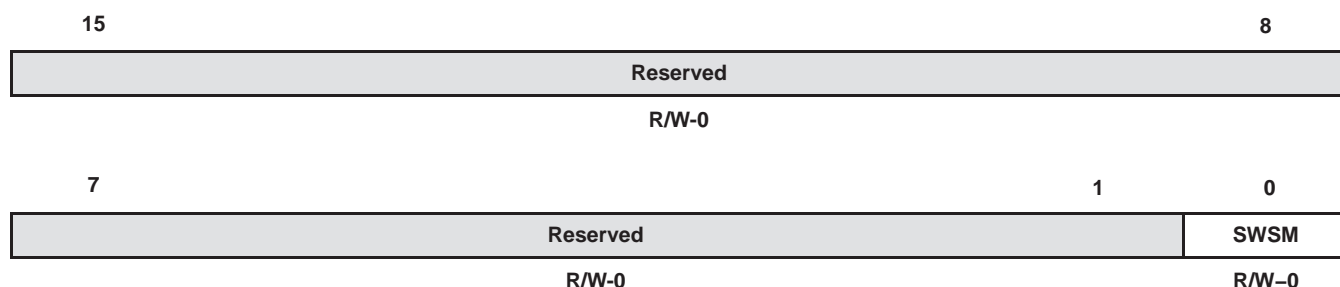 15 8
Reserved
R/W-0
7 1 0
Reserved SWSM
R/W-0 R/W–0